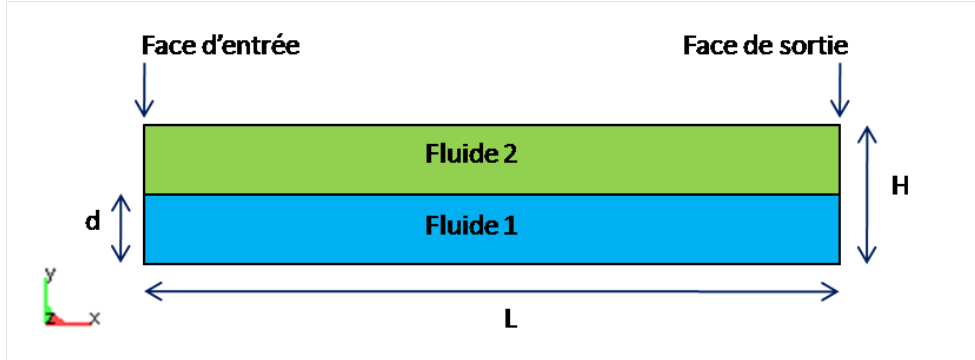 Face d'entrée
Face de sortie
Fluide 2
H
d
Fluide 1
y
z
x
L